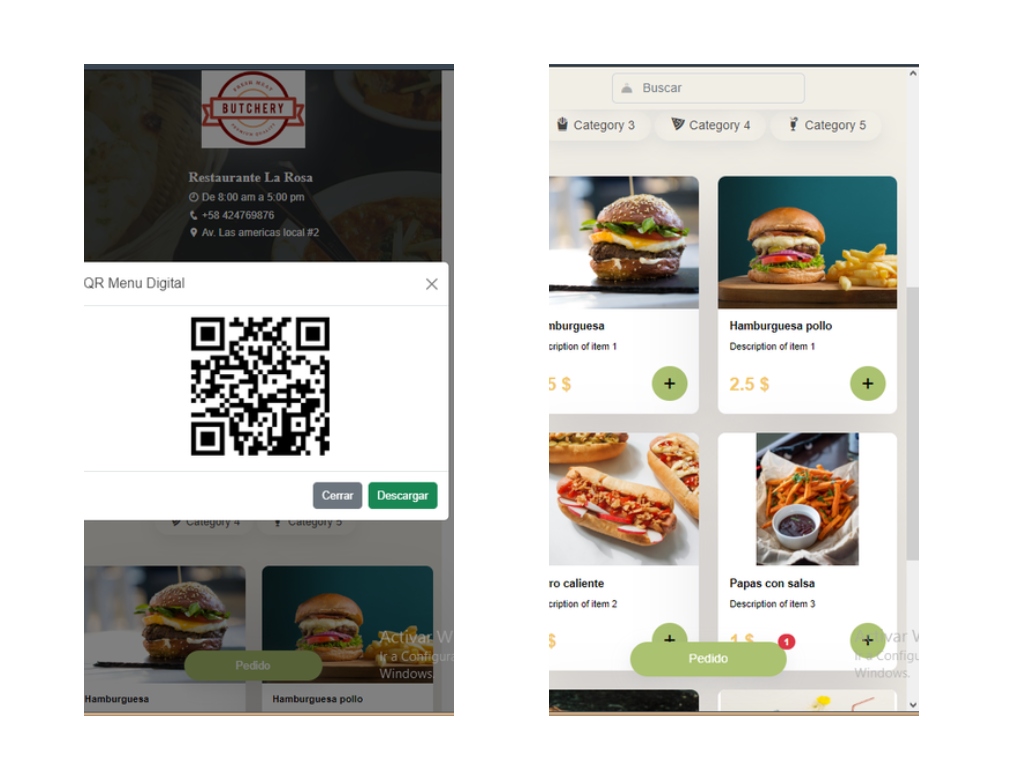 FRESH MEAT
BUTCHERY
PREMIUM QUALITY
Restaurante La Rosa
De 8:00 am a 5:00 pm
+58 424769876
Av. Las americas local #2
QR Menu Digital
Cerrar
Descargar
Category 4
Category 5
Activar W
Ir a Configura
Windows.
Pedido
Hamburguesa
Hamburguesa pollo
Buscar
Category 3
Category 4
Category 5
mburguesa
cription of item 1
5 $
+
Hamburguesa pollo
Description of item 1
2.5 $
+
ro caliente
cription of item 2
$
+
Papas con salsa
Description of item 3
1 $
+
1
Pedido
var W
Ir a Configu
Windows.